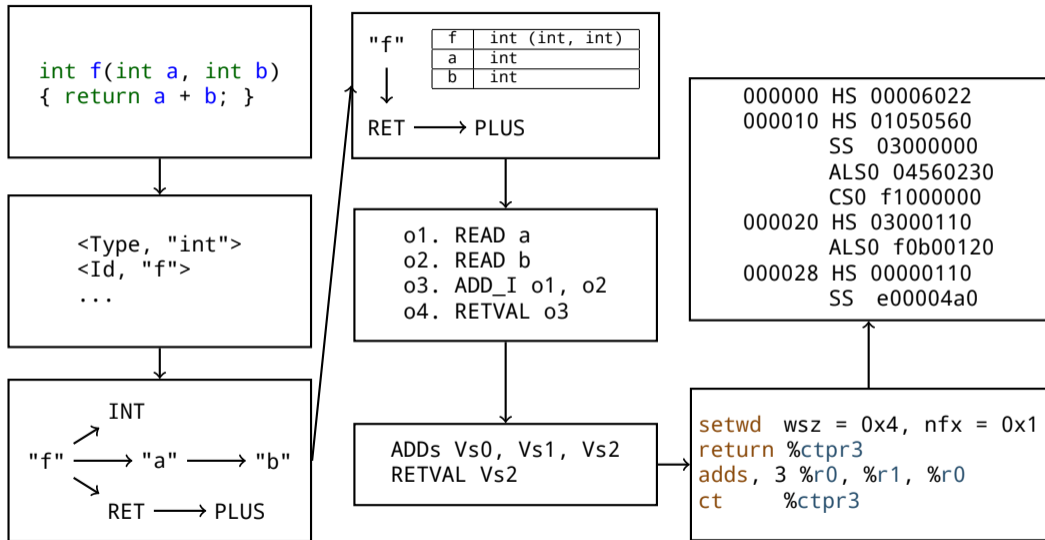 int f(int a, int b)
{ return a + b; }
<Type, "int">
<Id, "f">
...
INT
"f" "a" "b"
RET PLUS
"f"
f int (int, int)
a int
b int
RET PLUS
o1. READ a
o2. READ b
o3. ADD_I o1, o2
o4. RETVAL o3
ADDs Vs0, Vs1, Vs2
RETVAL Vs2
setwd wsz = 0x4, nfx = 0x1
return %ctpr3
adds, 3 %r0, %r1, %r0
ct %ctpr3
000000 HS 00006022
000010 HS 01050560
SS 03000000
ALS0 04560230
CS0 f1000000
000020 HS 03000110
ALS0 f0b00120
000028 HS 00000110
SS e00004a0